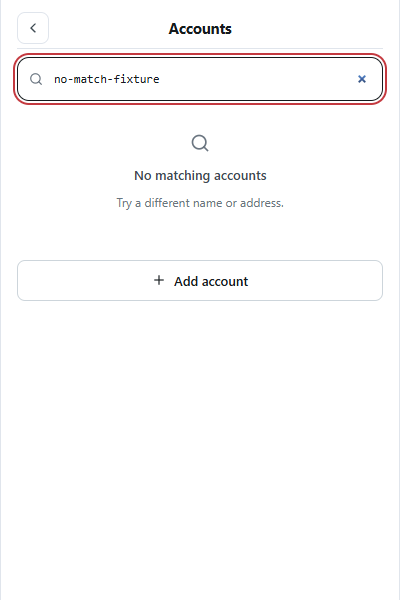 Accounts
no-match-fixture
No matching accounts
Try a different name or address.
Add account